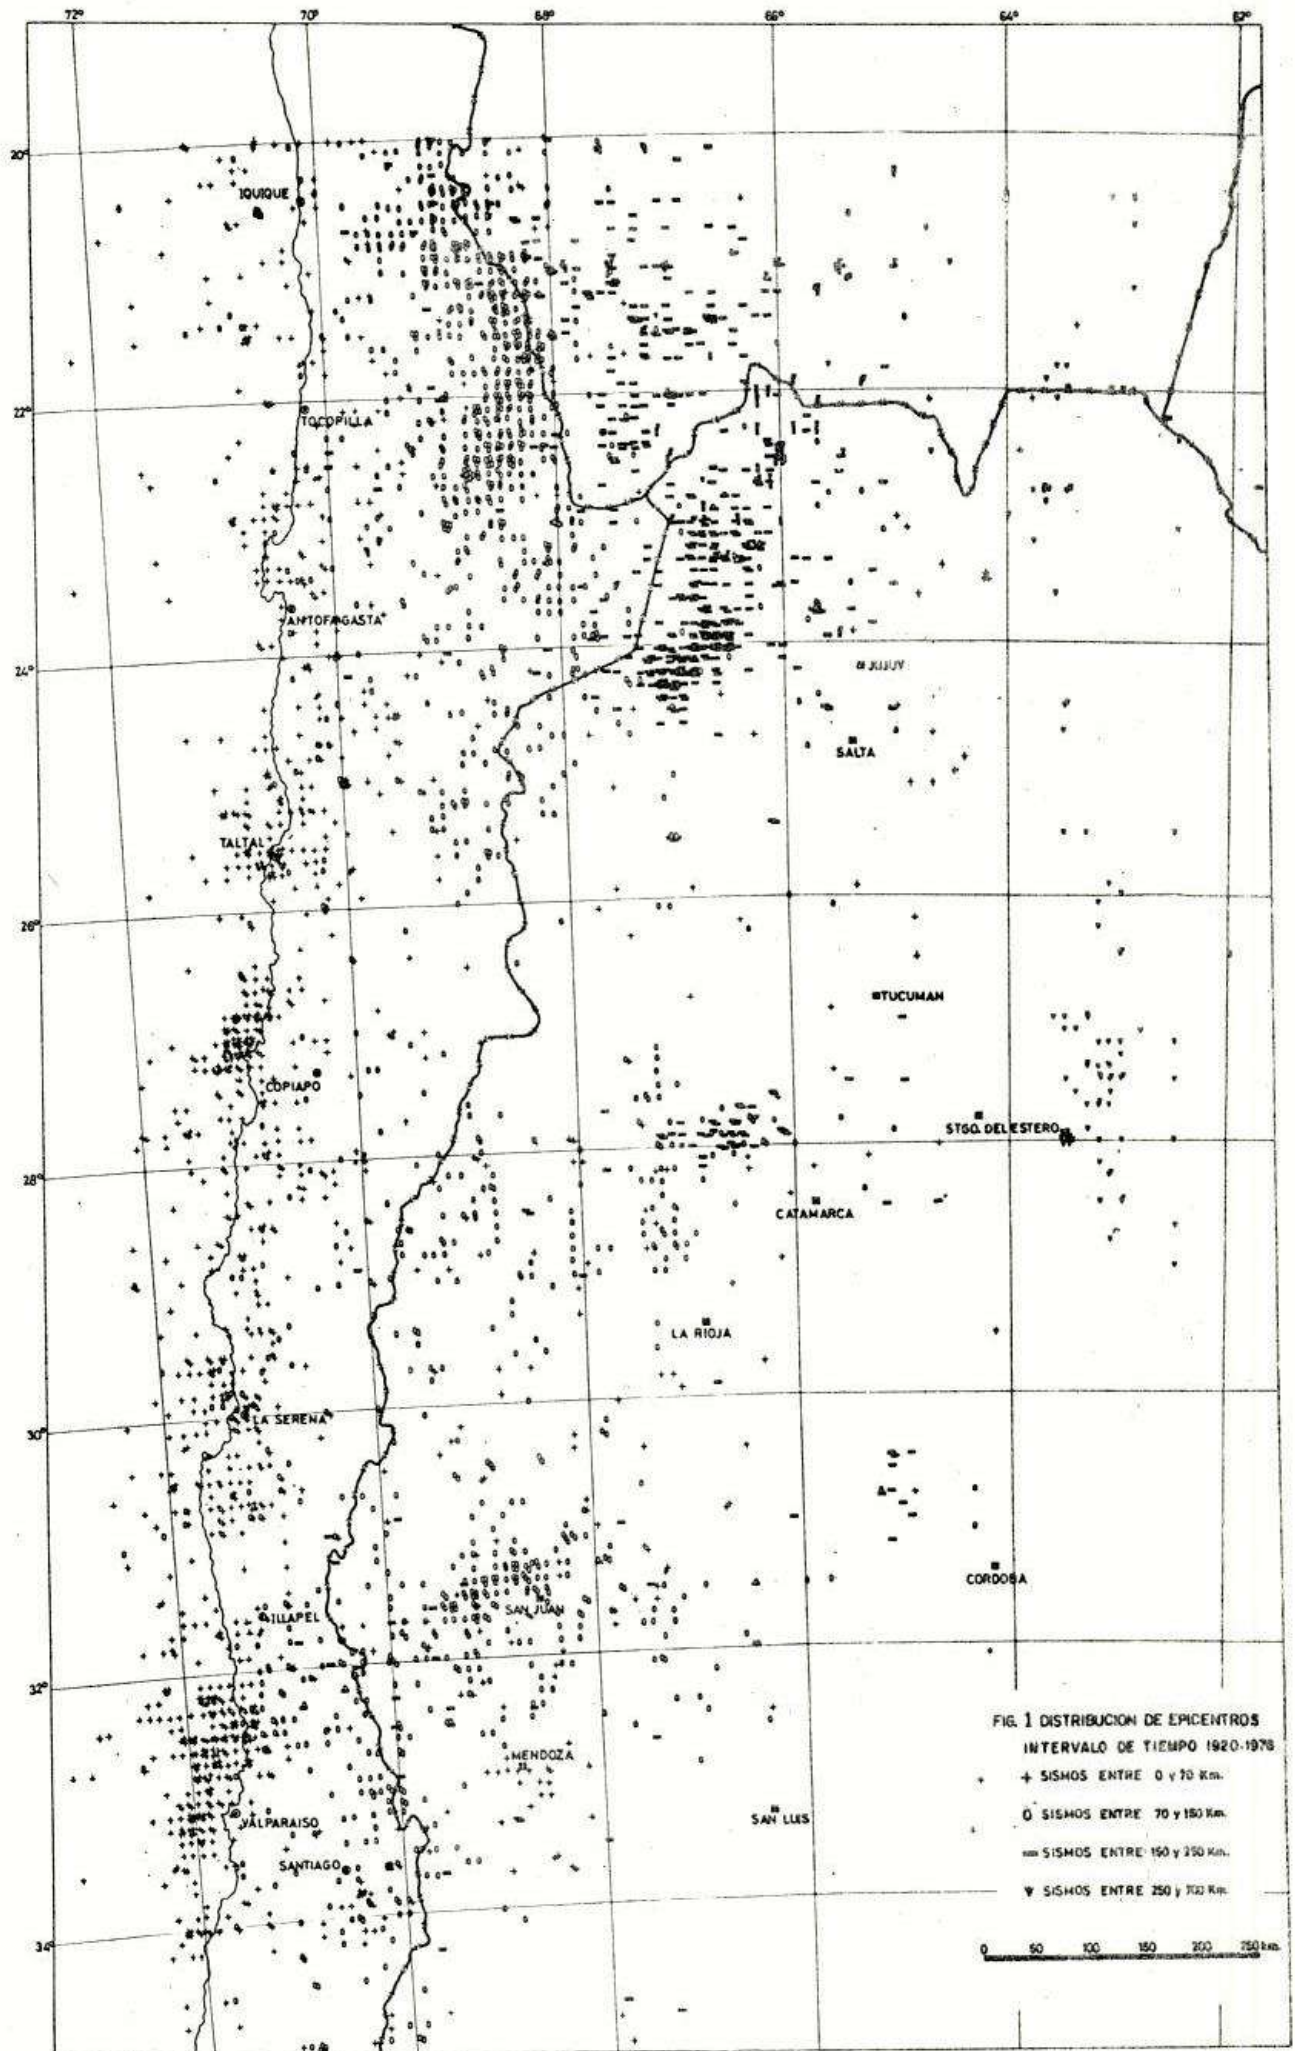 72° 70° 68° 66° 64° 62°
20°
IQUIQUE
22°
TOCOPILLA
ANTOFAGASTA
24°
JUJUY
SALTA
TALTAL
26°
TUCUMAN
COPIAPO
STGO. DEL ESTERO
28°
CATAMARCA
LA RIOJA
LA SERENA
30°
CORDOBA
SAN JUAN
ILLAPEL
32°
FIG. 1 DISTRIBUCION DE EPICENTROS
INTERVALO DE TIEMPO 1920-1976
MENDOZA
+ SISMOS ENTRE 0 y 70 Km.
SAN LUIS
O SISMOS ENTRE 70 y 150 Km.
VALPARAISO
SISMOS ENTRE 150 y 250 Km.
SANTIAGO
SISMOS ENTRE 250 y 700 Km.
34°
0 50 100 150 200 250 km.